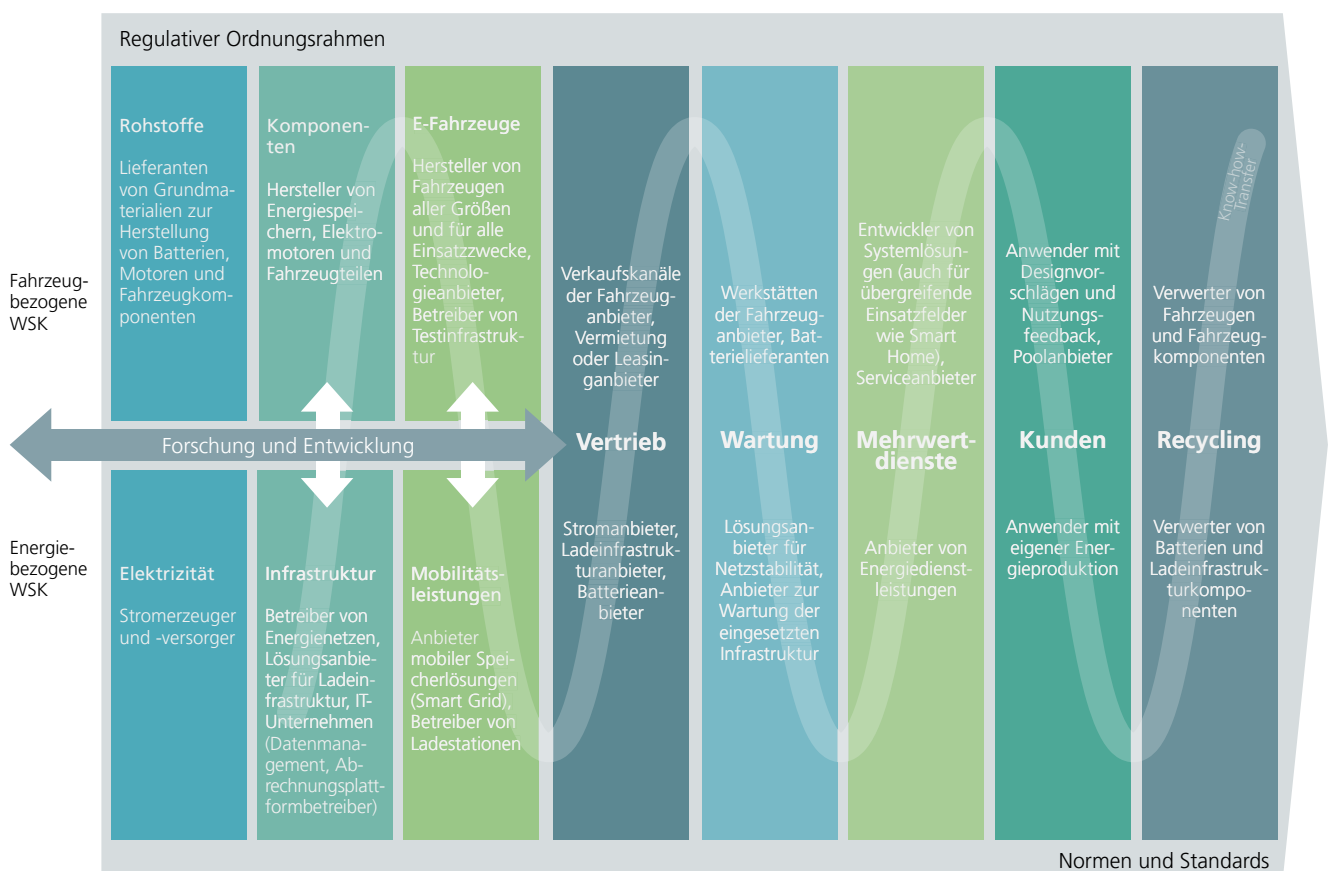 Regulativer Ordnungsrahmen
Fahrzeug-
bezogene
WSK
Rohstoffe
Lieferanten
von Grundma-
terialien zur
Herstellung
von Batterien,
Motoren und
Fahrzeugkom-
ponenten
Komponen-
ten
Hersteller von
Energiespei-
chern, Elektro-
motoren und
Fahrzeugteilen
E-Fahrzeuge
Hersteller von
Fahrzeugen
aller Größen
und für alle
Einsatzzwecke,
Technolo-
gieanbieter,
Betreiber von
Testinfrastruk-
tur
Verkaufskanäle
der Fahrzeug-
anbieter,
Vermietung
oder Leasin-
ganbieter
Werkstätten
der Fahrzeug-
anbieter, Bat-
terielieferanten
Entwickler von
Systemlösun-
gen (auch für
übergreifende
Einsatzfelder
wie Smart
Home),
Serviceanbieter
Anwender mit
Designvor-
schlägen und
Nutzungs-
feedback,
Poolanbieter
Know-how-
Transfer
Verwerter von
Fahrzeugen
und Fahrzeug-
komponenten
Forschung und Entwicklung
Vertrieb
Wartung
Mehrwert-
dienste
Kunden
Recycling
Energie-
bezogene
WSK
Elektrizität
Stromerzeuger
und -versorger
Infrastruktur
Betreiber von
Energienetzen,
Lösungsanbie-
ter für Ladein-
frastruktur, IT-
Unternehmen
(Datenmana-
gement, Ab-
rechnungsplatt-
formbetreiber)
Mobilitäts-
leistungen
Anbieter
mobiler Spei-
cherlösungen
(Smart Grid),
Betreiber von
Ladestationen
Stromanbieter,
Ladeinfrastruk-
turanbieter,
Batteriean-
bieter
Lösungsan-
bieter für
Netzstabilität,
Anbieter zur
Wartung der
eingesetzten
Infrastruktur
Anbieter von
Energiedienst-
leistungen
Anwender mit
eigener Ener-
gieproduktion
Verwerter von
Batterien und
Ladeinfrastruk-
turkompo-
nenten
Normen und Standards